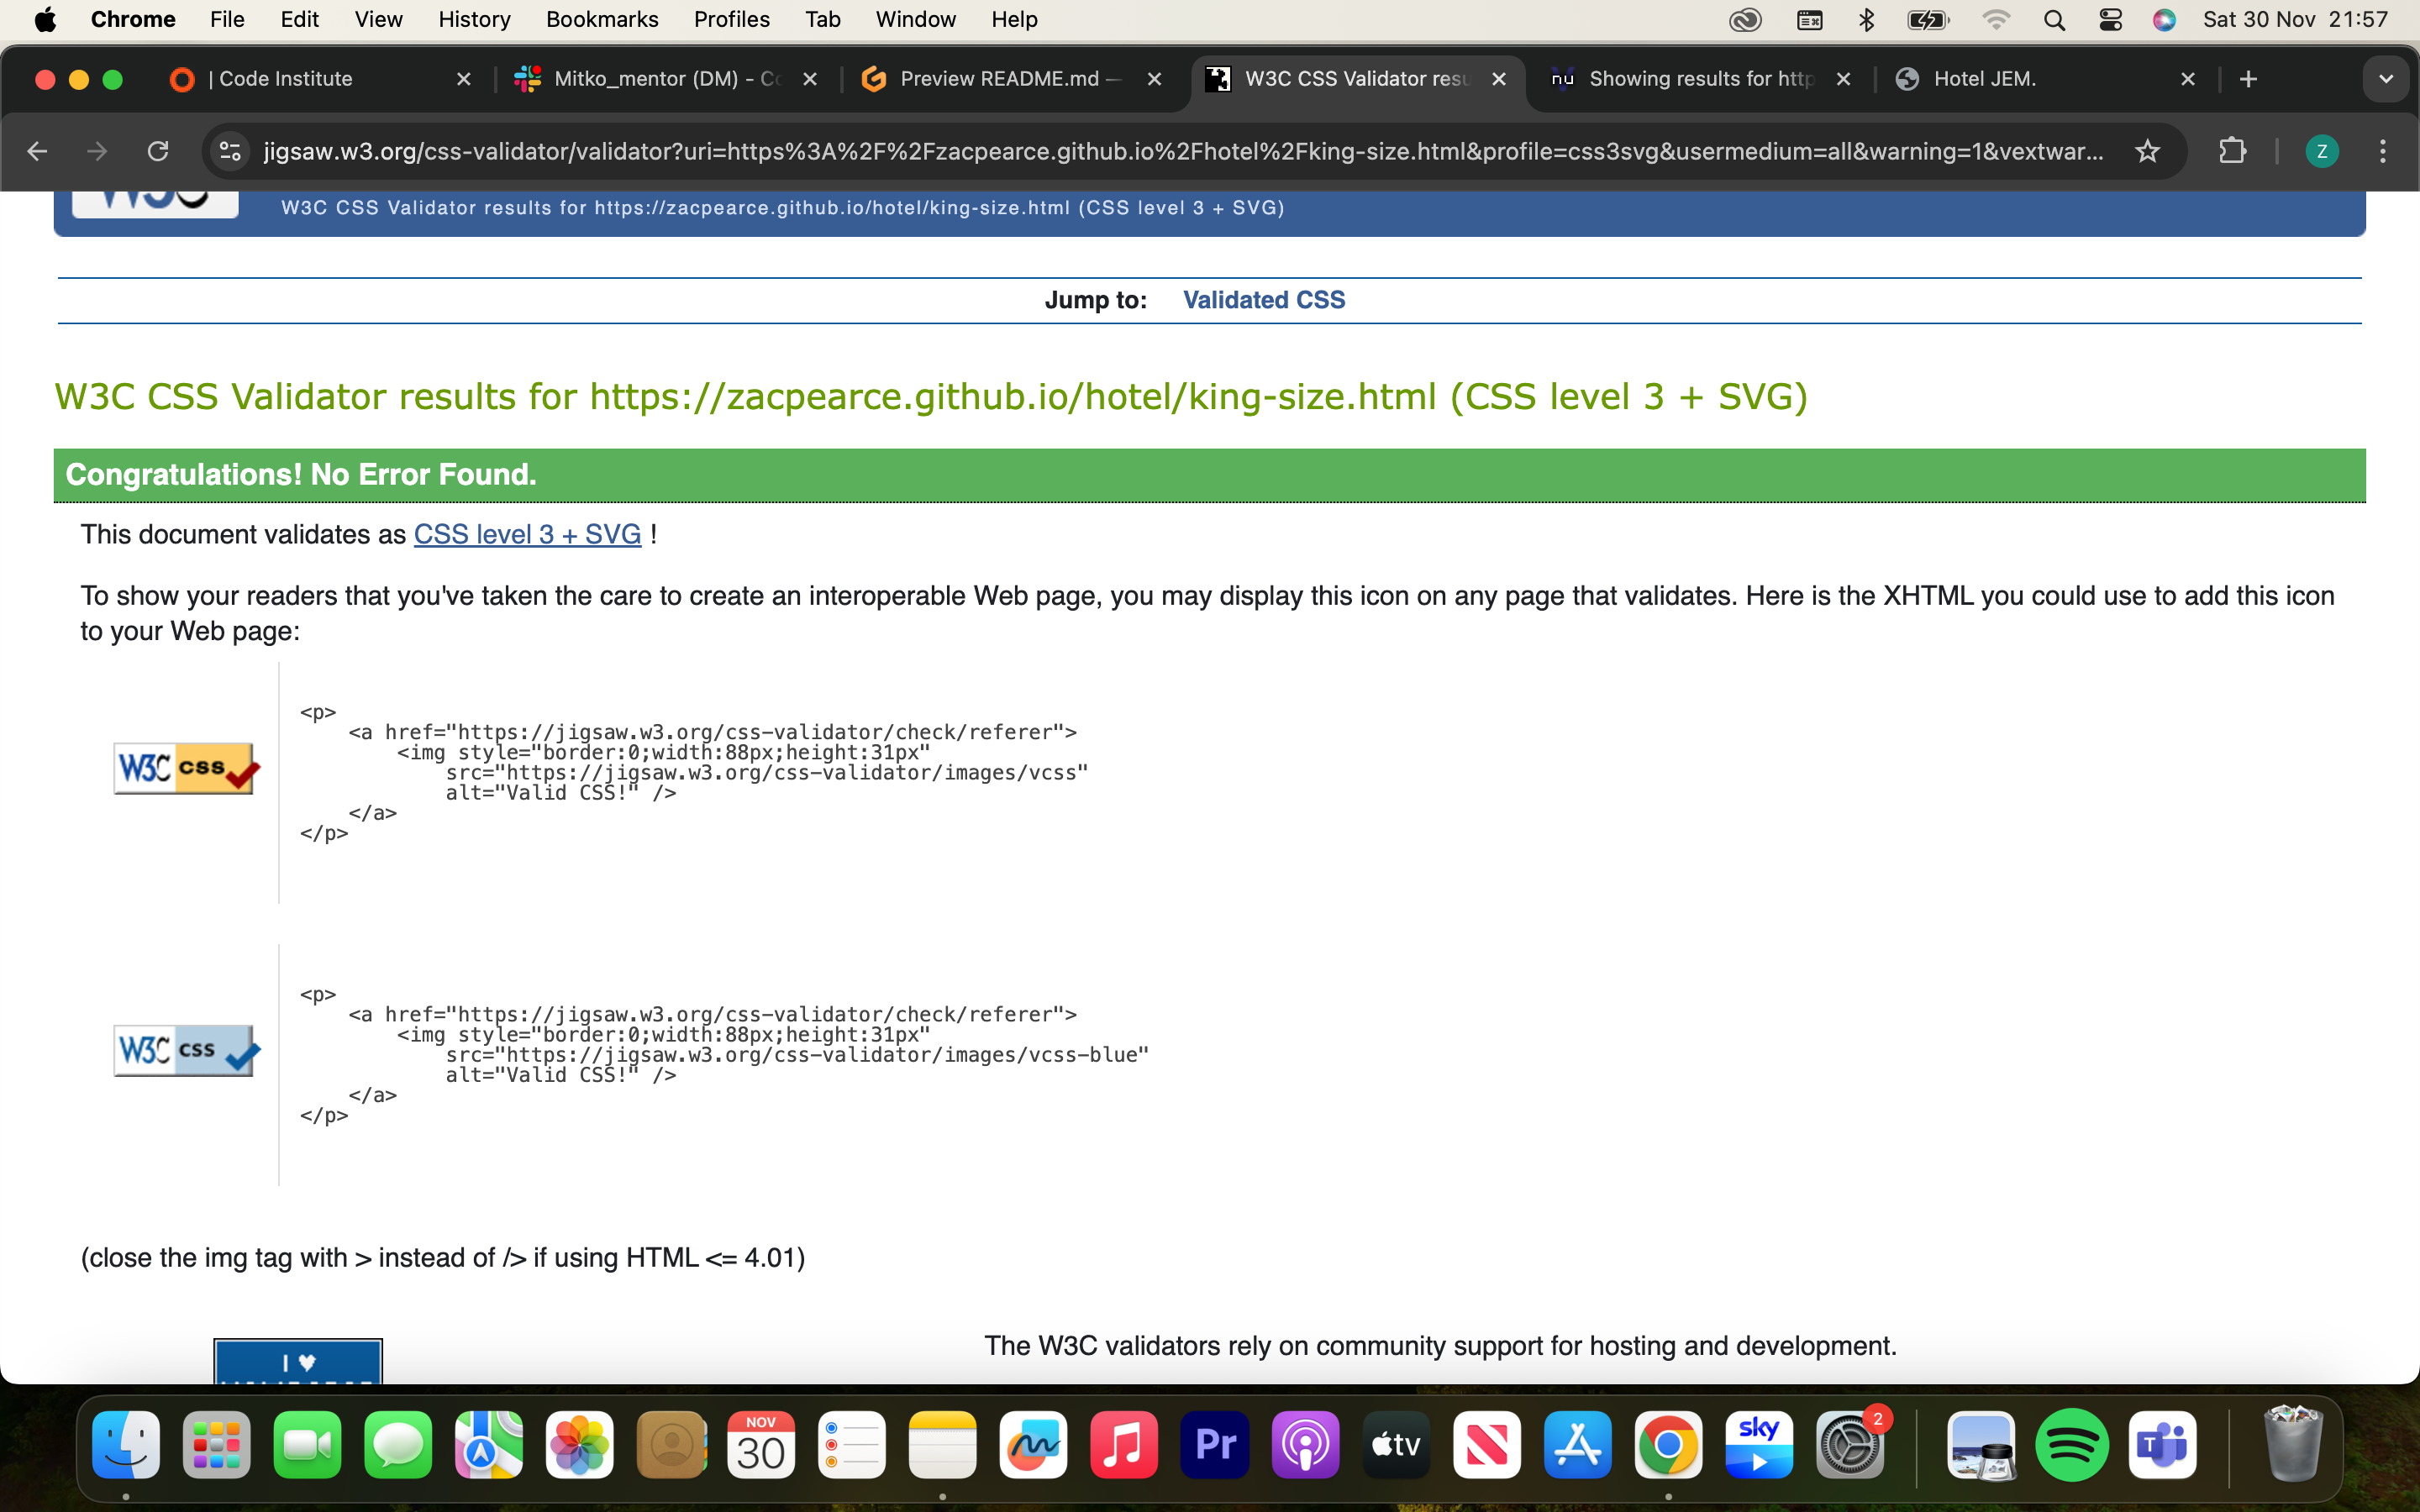 Chrome File Edit View History Bookmarks Profiles Tab Window Help Sat 30 Nov 21:57
| Code Institute Mitko_mentor (DM) - Co Preview README.md — W3C CSS Validator resu nu Showing results for http Hotel JEM.
jigsaw.w3.org/css-validator/validator?uri=https%3A%2F%2Fzacpearce.github.io%2Fhotel%2Fking-size.html&profile=css3svg&usermedium=all&warning=1&vextwar... Z
W3C CSS Validator results for https://zacpearce.github.io/hotel/king-size.html (CSS level 3 + SVG)
Jump to: Validated CSS
W3C CSS Validator results for https://zacpearce.github.io/hotel/king-size.html (CSS level 3 + SVG)
Congratulations! No Error Found.
This document validates as CSS level 3 + SVG !
To show your readers that you've taken the care to create an interoperable Web page, you may display this icon on any page that validates. Here is the XHTML you could use to add this icon
to your Web page:
<p>
<a href="https://jigsaw.w3.org/css-validator/check/referer">
<img style="border:0;width:88px;height:31px"
W3C css
src="https://jigsaw.w3.org/css-validator/images/vcss"
alt="Valid CSS!" />
</a>
</p>
<p>
<a href="https://jigsaw.w3.org/css-validator/check/referer">
<img style="border:0;width:88px;height:31px"
W3C css
src="https://jigsaw.w3.org/css-validator/images/vcss-blue"
alt="Valid CSS!" />
</a>
</p>
(close the img tag with > instead of /> if using HTML <= 4.01)
The W3C validators rely on community support for hosting and development.
I ♥
NOV
30
Pr
tv
sky
2
T